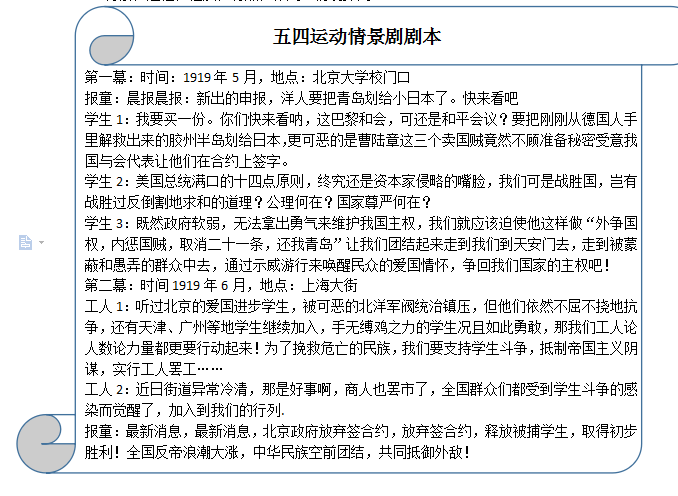 五四运动情景剧剧本
第一幕：时间：1919年5月，地点：北京大学校门口
报童：晨报晨报：新出的申报，洋人要把青岛划给小日本了。快来看吧
学生1：我要买一份。你们快来看呐，这巴黎和会，可还是和平会议？要把刚刚从德国人手
里解救出来的胶州半岛划给日本,更可恶的是曹陆章这三个卖国贼竟然不顾准备秘密受意我
国与会代表让他们在合约上签字。
学生2：美国总统满口的十四点原则，终究还是资本家侵略的嘴脸，我们可是战胜国，岂有
战胜过反倒割地求和的道理？公理何在？国家尊严何在？
学生3：既然政府软弱，无法拿出勇气来维护我国主权，我们就应该迫使他这样做“外争国
权，内惩国贼，取消二十一条，还我青岛”让我们团结起来走到我们到天安门去，走到被蒙
蔽和愚弄的群众中去，通过示威游行来唤醒民众的爱国情怀，争回我们国家的主权吧！
第二幕：时间1919年6月，地点：上海大街
工人1：听过北京的爱国进步学生，被可恶的北洋军阀统治镇压，但他们依然不屈不挠地抗
争，还有天津、广州等地学生继续加入，手无缚鸡之力的学生况且如此勇敢，那我们工人论
人数论力量都更要行动起来！为了挽救危亡的民族，我们要支持学生斗争，抵制帝国主义阴
谋，实行工人罢工……
工人2：近日街道异常冷清，那是好事啊，商人也罢市了，全国群众们都受到学生斗争的感
染而觉醒了，加入到我们的行列.
报童：最新消息，最新消息，北京政府放弃签合约，放弃签合约，释放被捕学生，取得初步
胜利！全国反帝浪潮大涨，中华民族空前团结，共同抵御外敌！